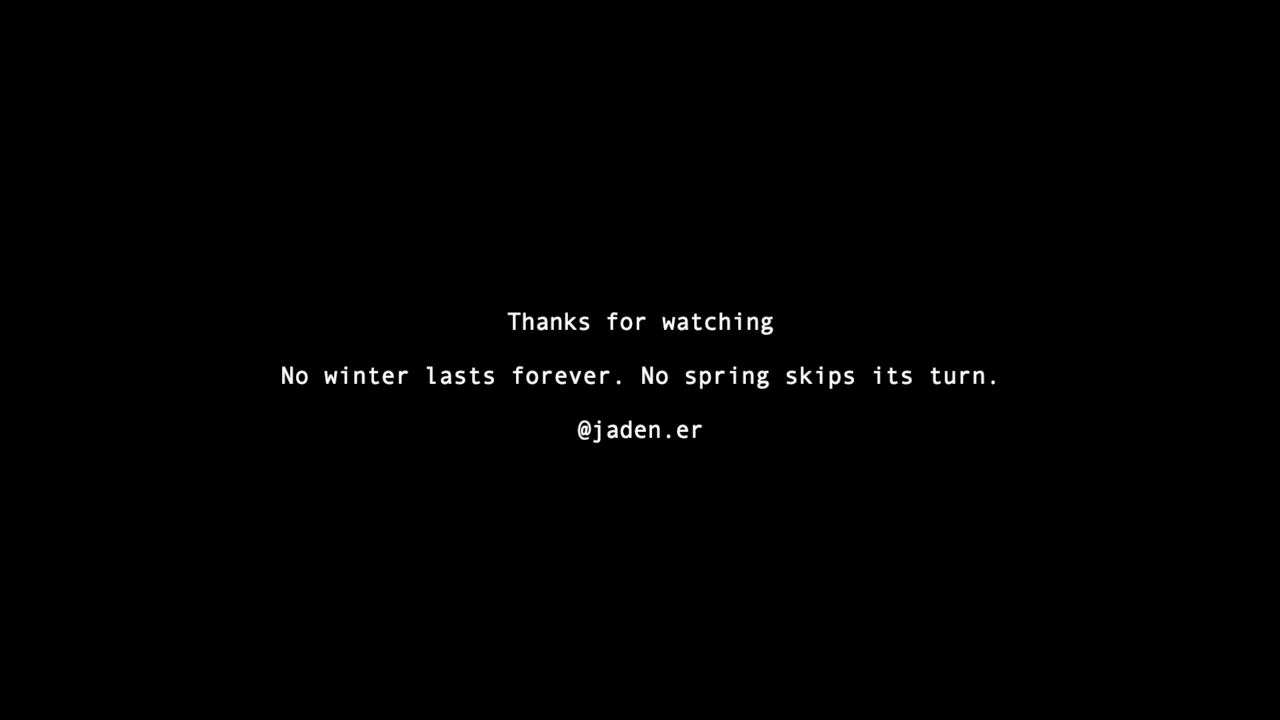 Thanks for watching
No winter lasts forever. No spring skips its turn.
@jaden.er